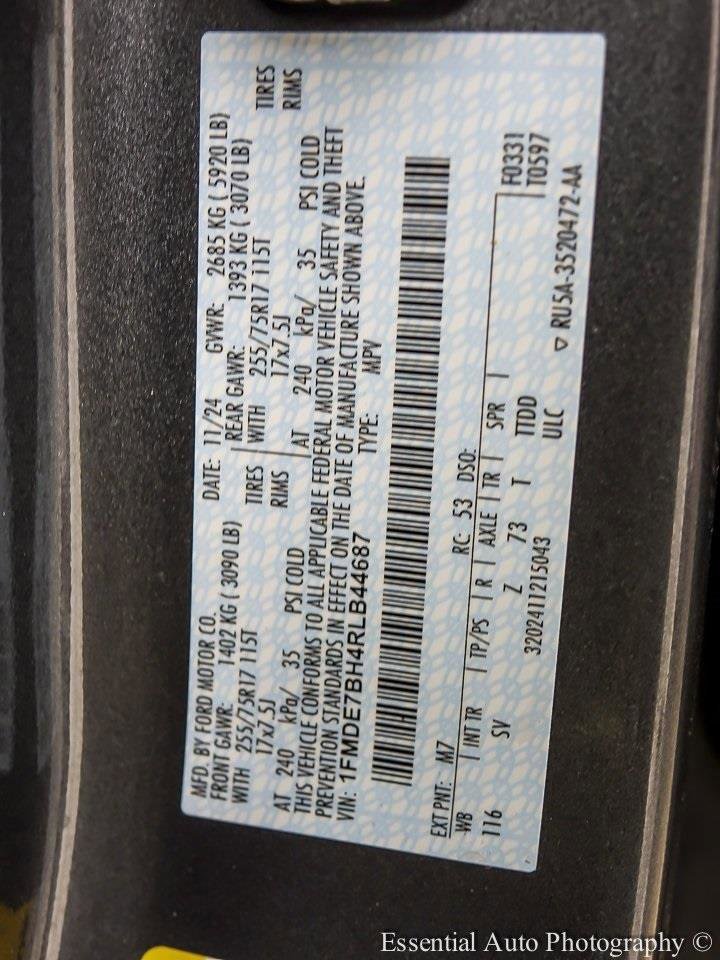 MFD. BY FORD MOTOR CO. DATE: 11/24 GVWR: 2685 KG ( 5920 LB)
FRONT GAWR: 1402 KG ( 3090 LB) REAR GAWR: 1393 KG ( 3070 LB)
WITH 255/75R17 115T TIRES WITH 255/75R17 115T TIRES
17x7.5J RIMS 17x7.5J RIMS
AT 240 kPa/ 35 PSI COLD AT 240 kPa/ 35 PSI COLD
THIS VEHICLE CONFORMS TO ALL APPLICABLE FEDERAL MOTOR VEHICLE SAFETY AND THEFT
PREVENTION STANDARDS IN EFFECT ON THE DATE OF MANUFACTURE SHOWN ABOVE.
VIN: 1FMDE7BH4RLB44687 TYPE: MPV
EXT PNT: M7 RC: 53 DSO: F0331
WB INT TR TP/PS R AXLE TR SPR T0597
116 SV Z 73 T TTDD
3202411215043 ULC ▽ RU5A-3520472-AA
Essential Auto Photography ©